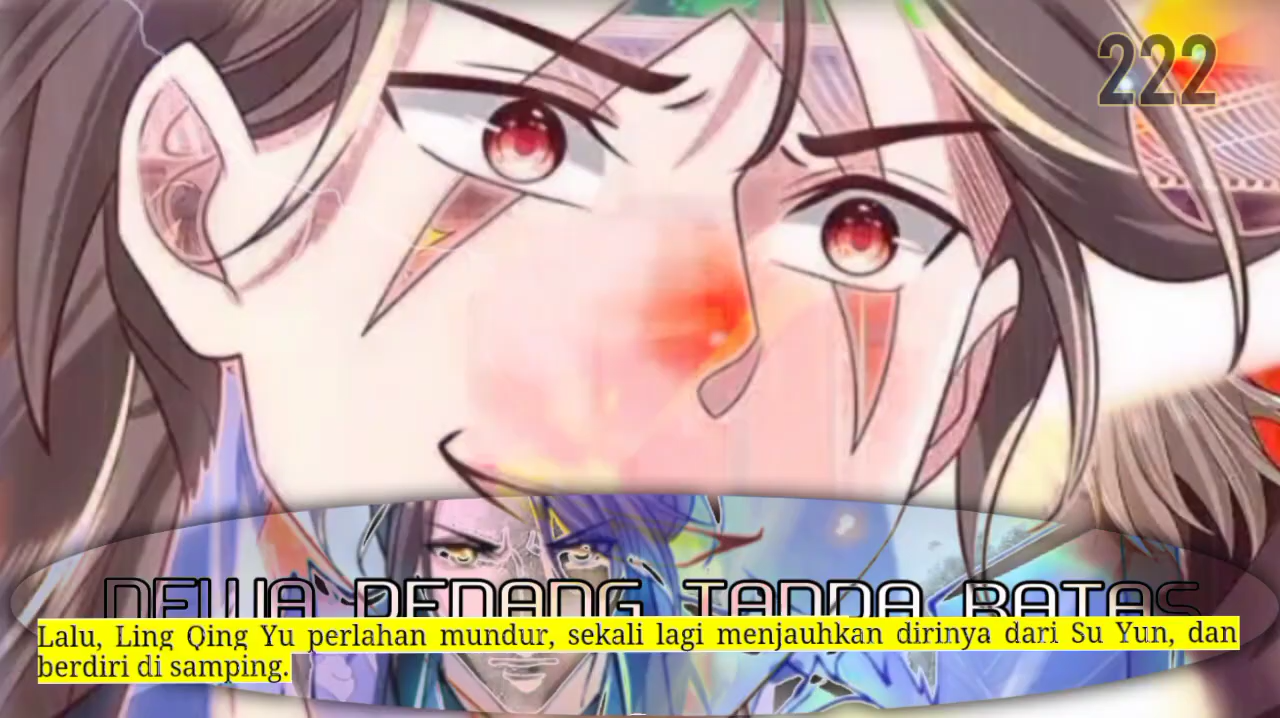 222
DEWA PEDANG TANPA BATAS
Lalu, Ling Qing Yu perlahan mundur, sekali lagi menjauhkan dirinya dari Su Yun, dan
berdiri di samping.